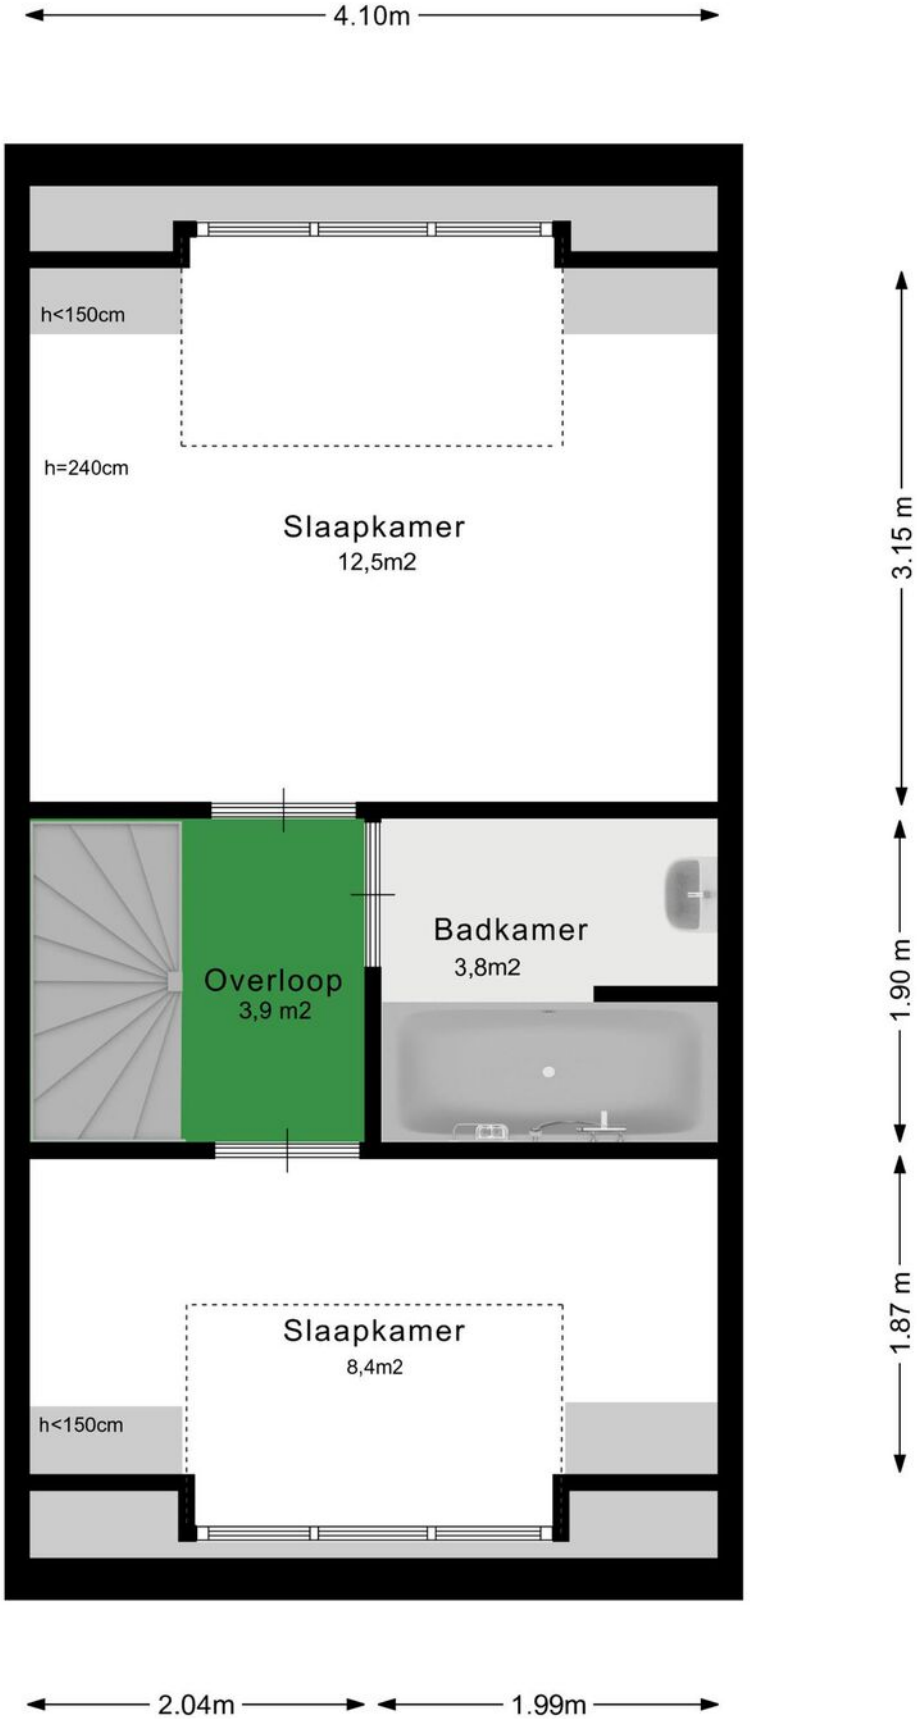 4.10m
h<150cm
h=240cm
Slaapkamer
12,5m2
3.15 m
Badkamer
3,8m2
Overloop
3,9 m2
1.90 m
Slaapkamer
8,4m2
1.87 m
h<150cm
2.04m
1.99m